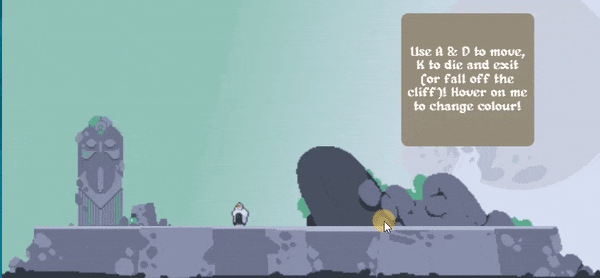 Use A & D to move,
K to die and exit
(or fall off the
cliff)! Hover on me
to change colour!